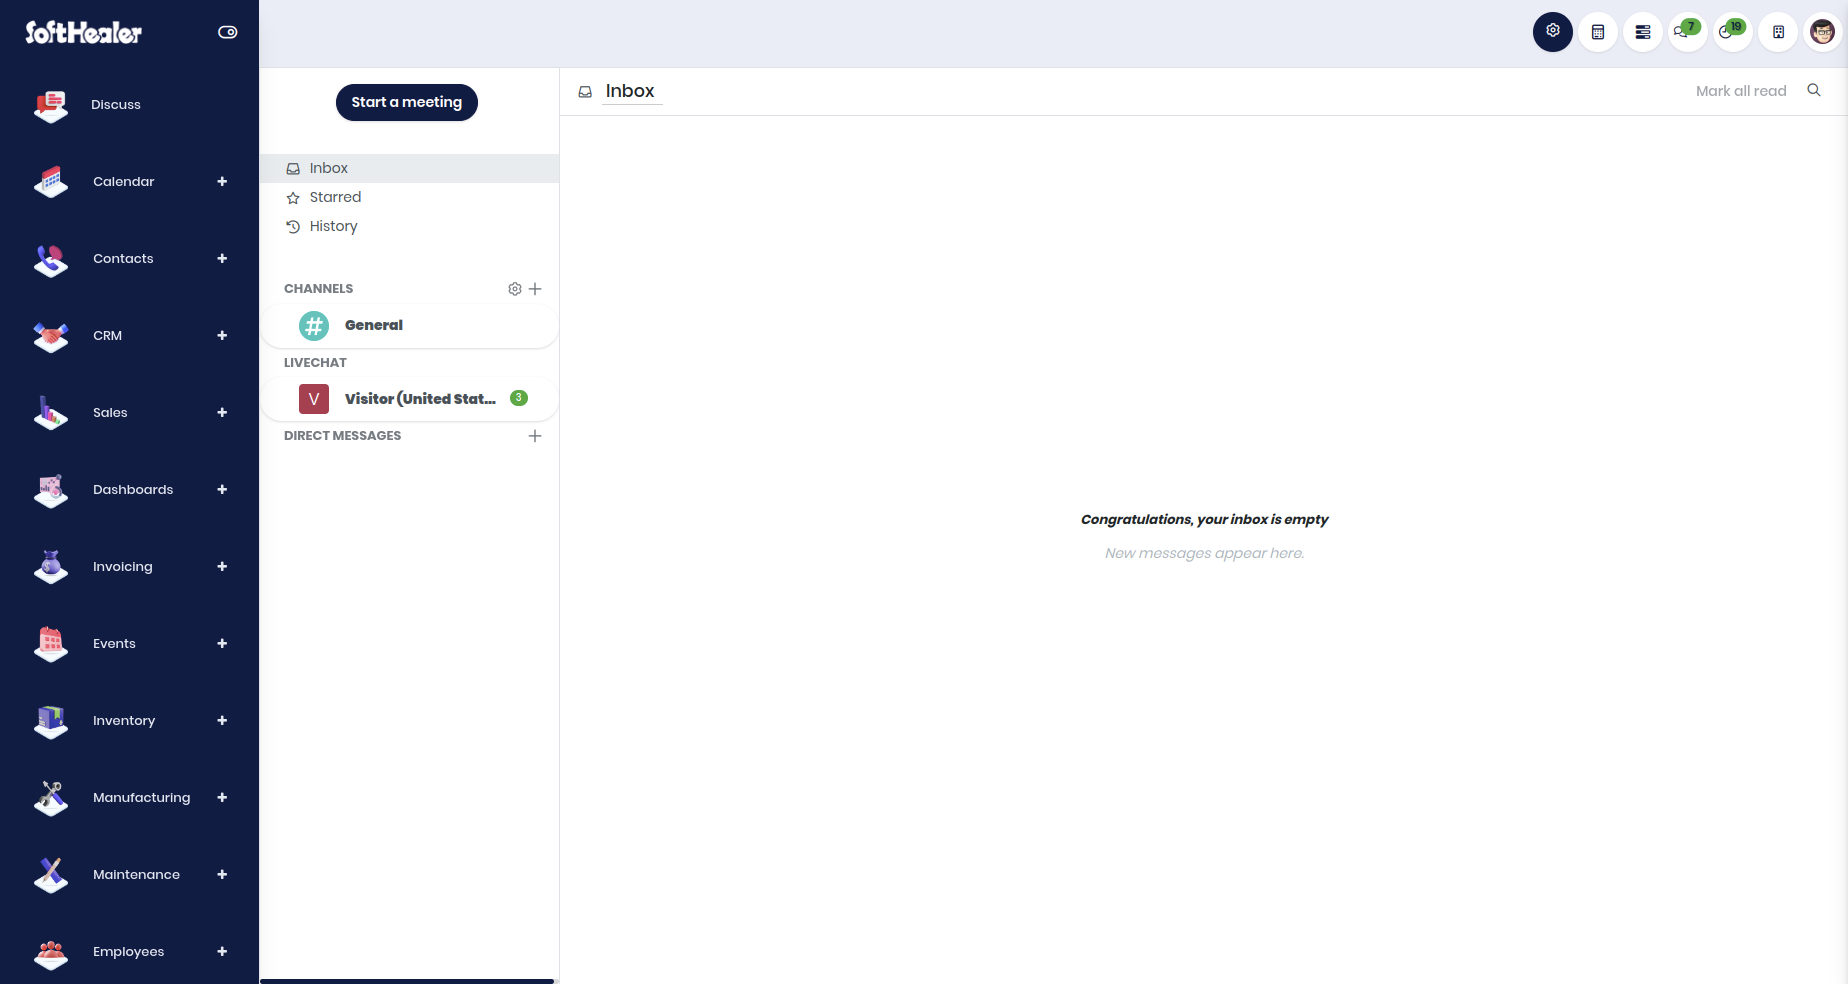 SoftHealer
7
19
Discuss
Calendar
Contacts
CRM
Sales
Dashboards
Invoicing
Events
Inventory
Manufacturing
Maintenance
Employees
Start a meeting
Inbox
Starred
History
CHANNELS
General
LIVECHAT
V
Visitor (United Stat...
3
DIRECT MESSAGES
Inbox
Mark all read
Congratulations, your inbox is empty
New messages appear here.